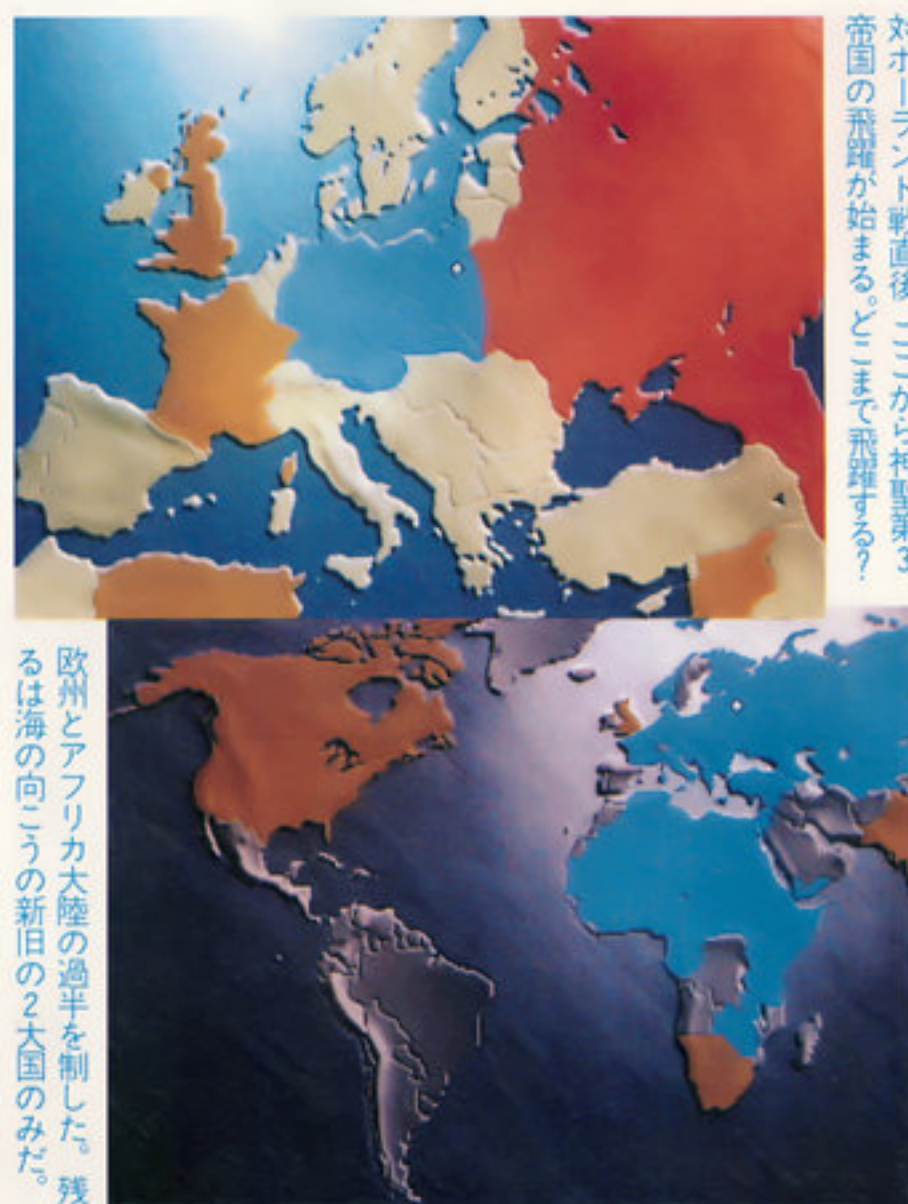 対ポーランド戦直後 ここから神聖第3
帝国の飛躍が始まる。どこまで飛躍する?
欧州とアフリカ大陸の過半を制した。残
るは海の向こうの新旧の2大国のみだ。